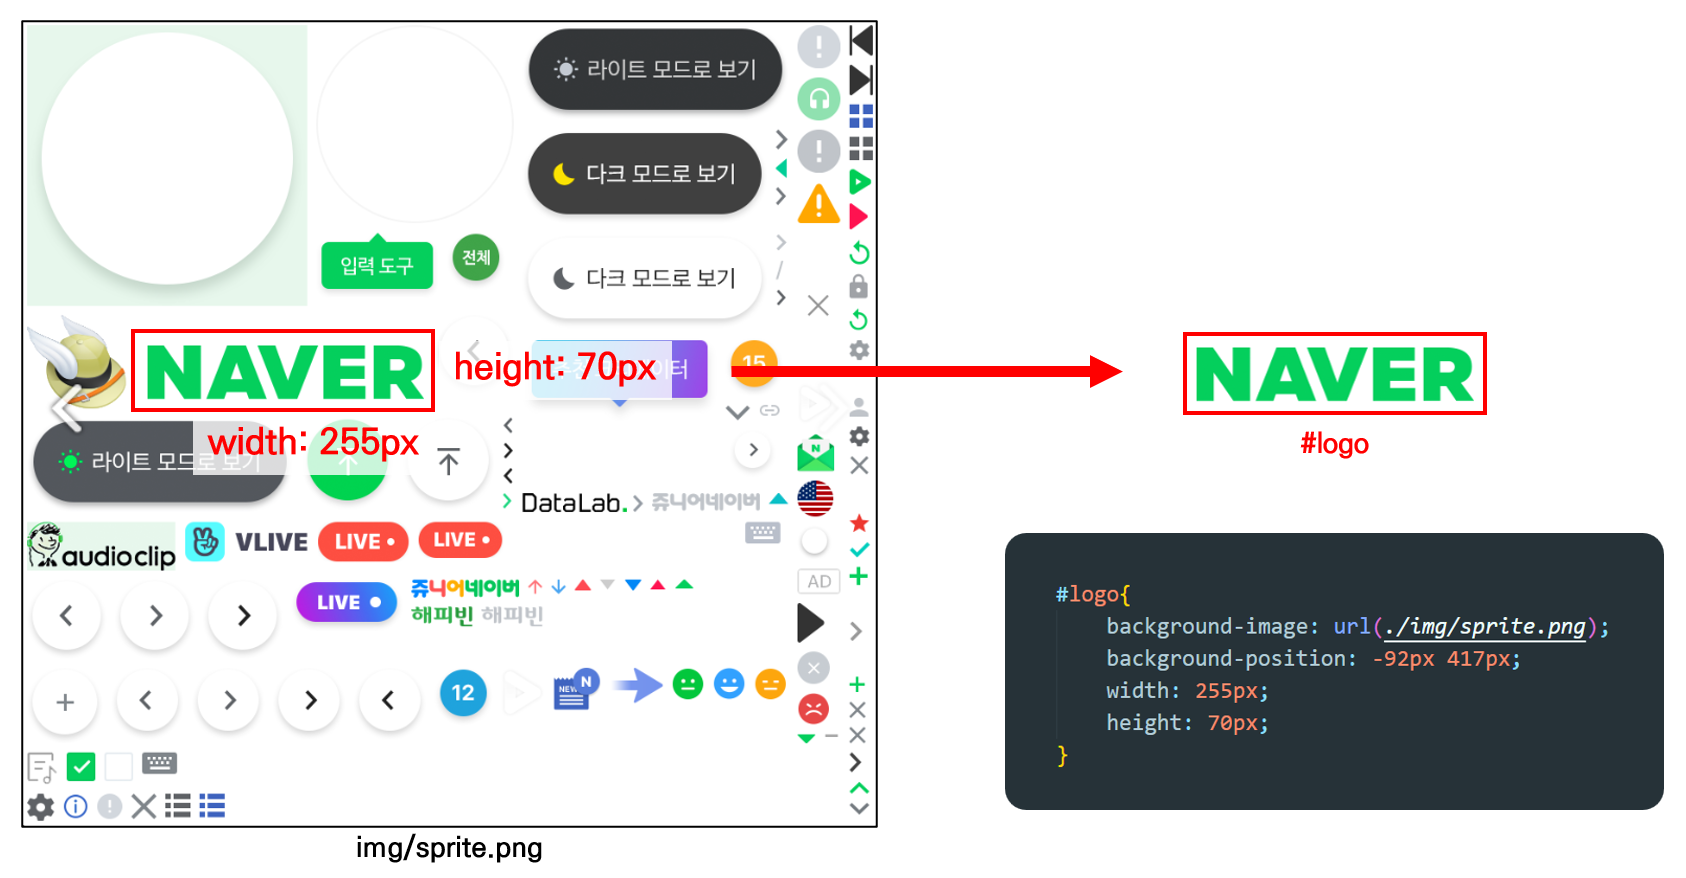 라이트 모드로 보기
다크 모드로 보기
입력 도구
전체
다크 모드로 보기
NAVER
height: 70px
터
15
NAVER
#logo
width: 255px
라이트 모드로 보기
N
DataLab.
쥬니어네이버
audioclip
VLIVE
LIVE
LIVE
AD
LIVE
쥬니어네이버
해피빈
해피빈
12
NEWS
N
img/sprite.png
#logo{
background-image: url(./img/sprite.png);
background-position: -92px 417px;
width: 255px;
height: 70px;
}